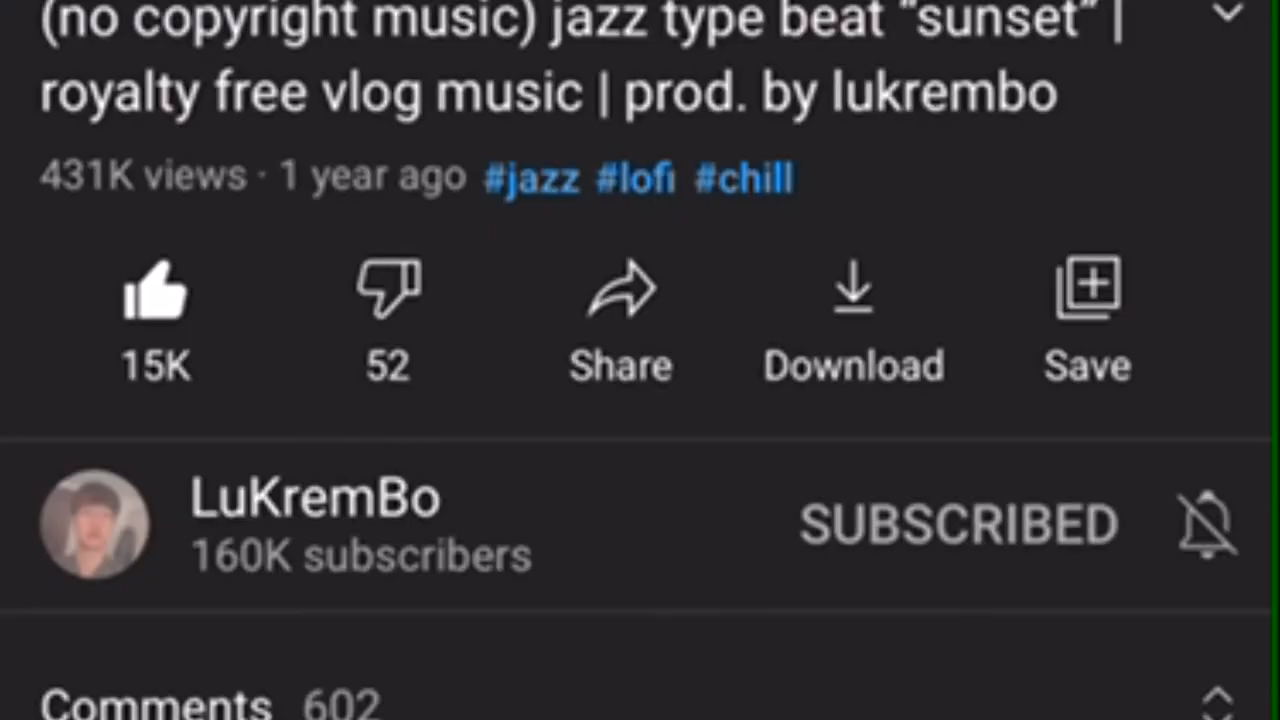 (no copyright music) jazz type beat “sunset” |
royalty free vlog music | prod. by lukrembo
431K views · 1 year ago #jazz #lofi #chill
15K 52 Share Download Save
LuKremBo
SUBSCRIBED
160K subscribers
Comments 602